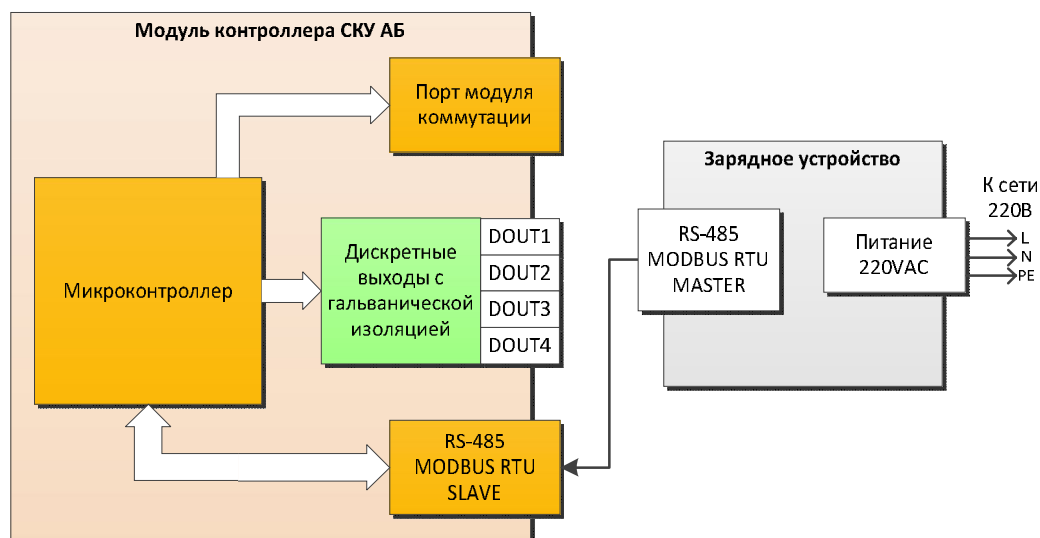 Модуль контроллера СКУ АБ
Порт модуля
коммутации
Микроконтроллер
Дискретные
выходы с
гальванической
изоляцией
DOUT1
DOUT2
DOUT3
DOUT4
RS-485
MODBUS RTU
SLAVE
Зарядное устройство
RS-485
MODBUS RTU
MASTER
Питание
220VAC
К сети
220В
L
N
PE